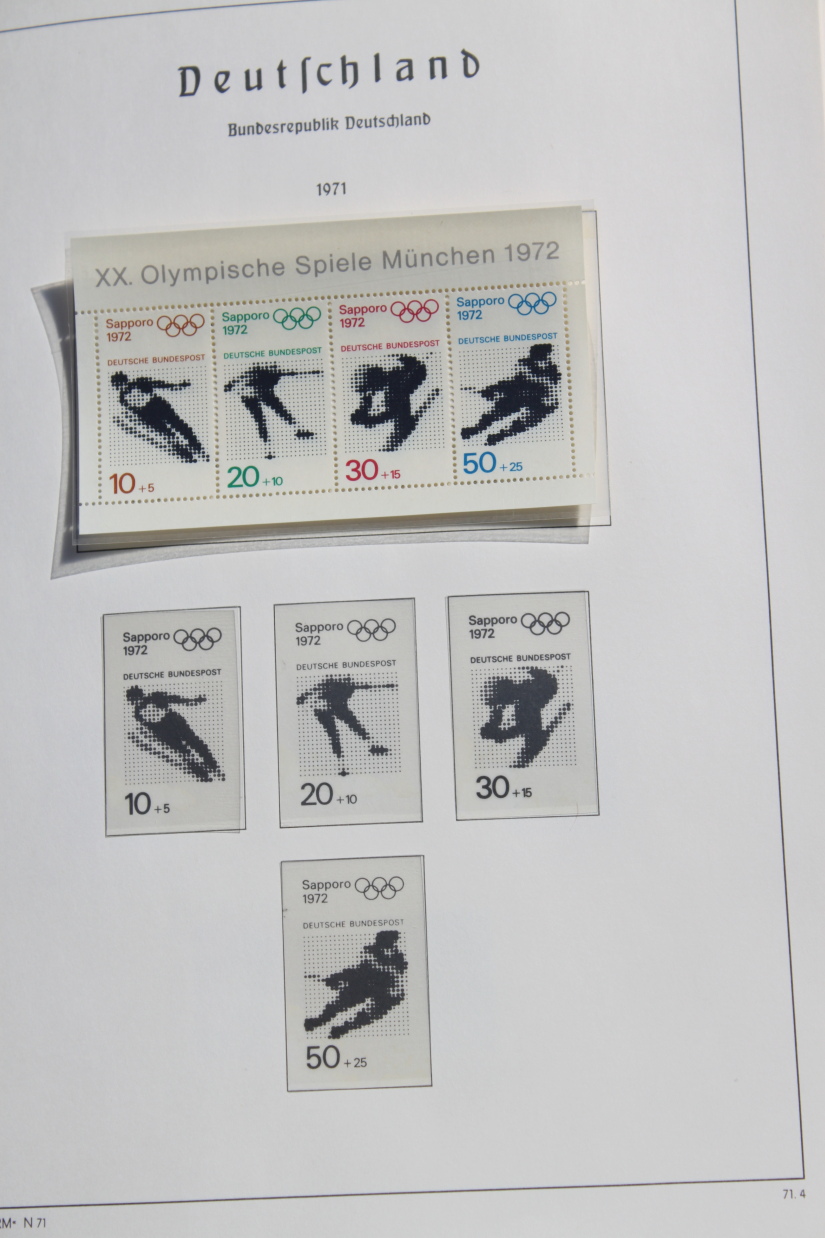 Deutſchland
Bundesrepublik Deutschland
1971
XX. Olympische Spiele München 1972
Sapporo
1972
DEUTSCHE BUNDESPOST
10+5
Sapporo
1972
DEUTSCHE BUNDESPOST
20+10
Sapporo
1972
DEUTSCHE BUNDESPOST
30+15
Sapporo
1972
DEUTSCHE BUNDESPOST
50+25
Sapporo
1972
DEUTSCHE BUNDESPOST
10+5
Sapporo
1972
DEUTSCHE BUNDESPOST
20+10
Sapporo
1972
DEUTSCHE BUNDESPOST
30+15
Sapporo
1972
DEUTSCHE BUNDESPOST
50+25
71.4
N 71